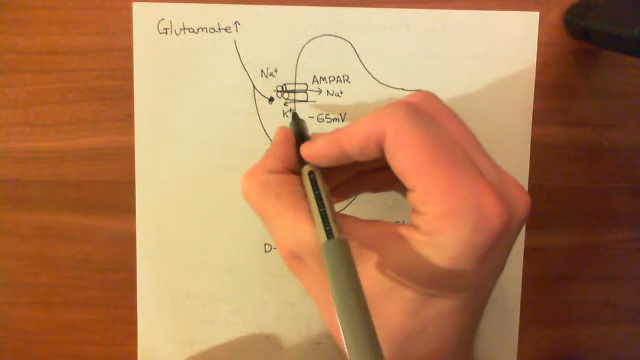 Glutamate↑
Na⁺
AMPAR
Na⁺
K⁺
-65mV
D-